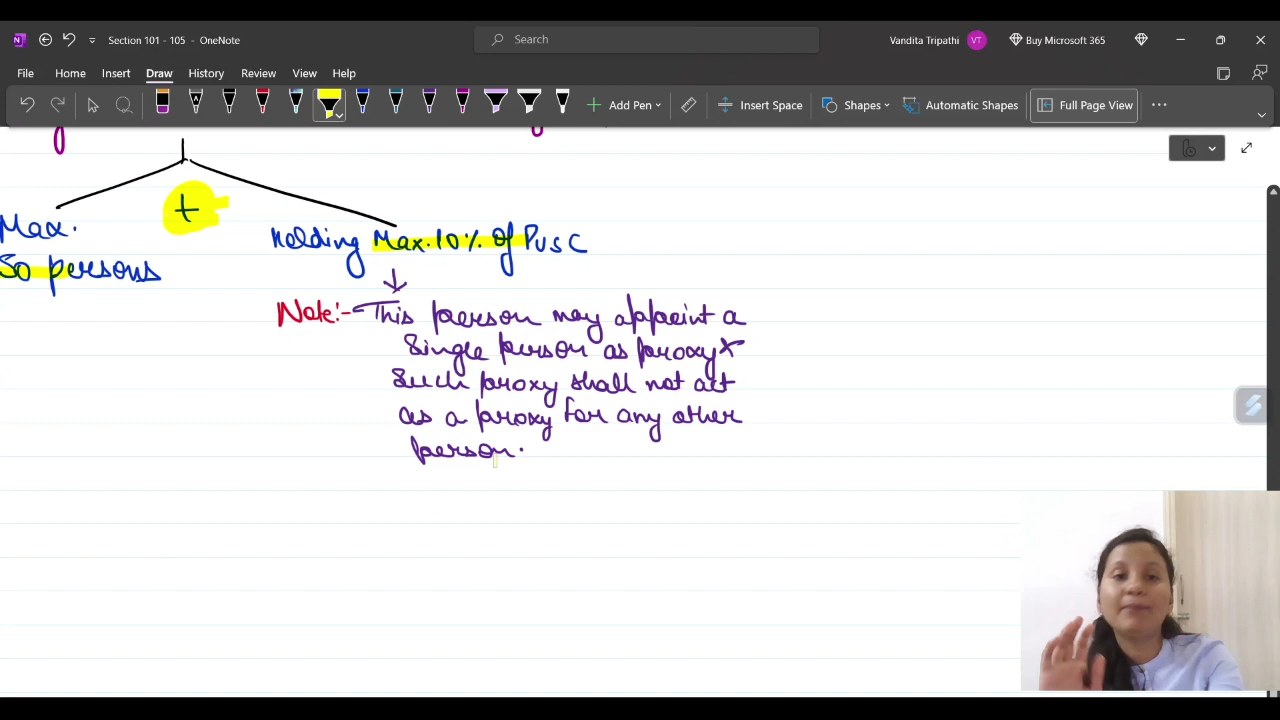 Section 101 - 105 - OneNote
Search
Vandita Tripathi VT
Buy Microsoft 365
File Home Insert Draw History Review View Help
Add Pen Insert Space Shapes Automatic Shapes Full Page View
Max. + Holding Max. 10% of PUSC
50 persons
Note:- This person may appoint a
Single person as proxy +
Such proxy shall not act
as a proxy for any other
person.